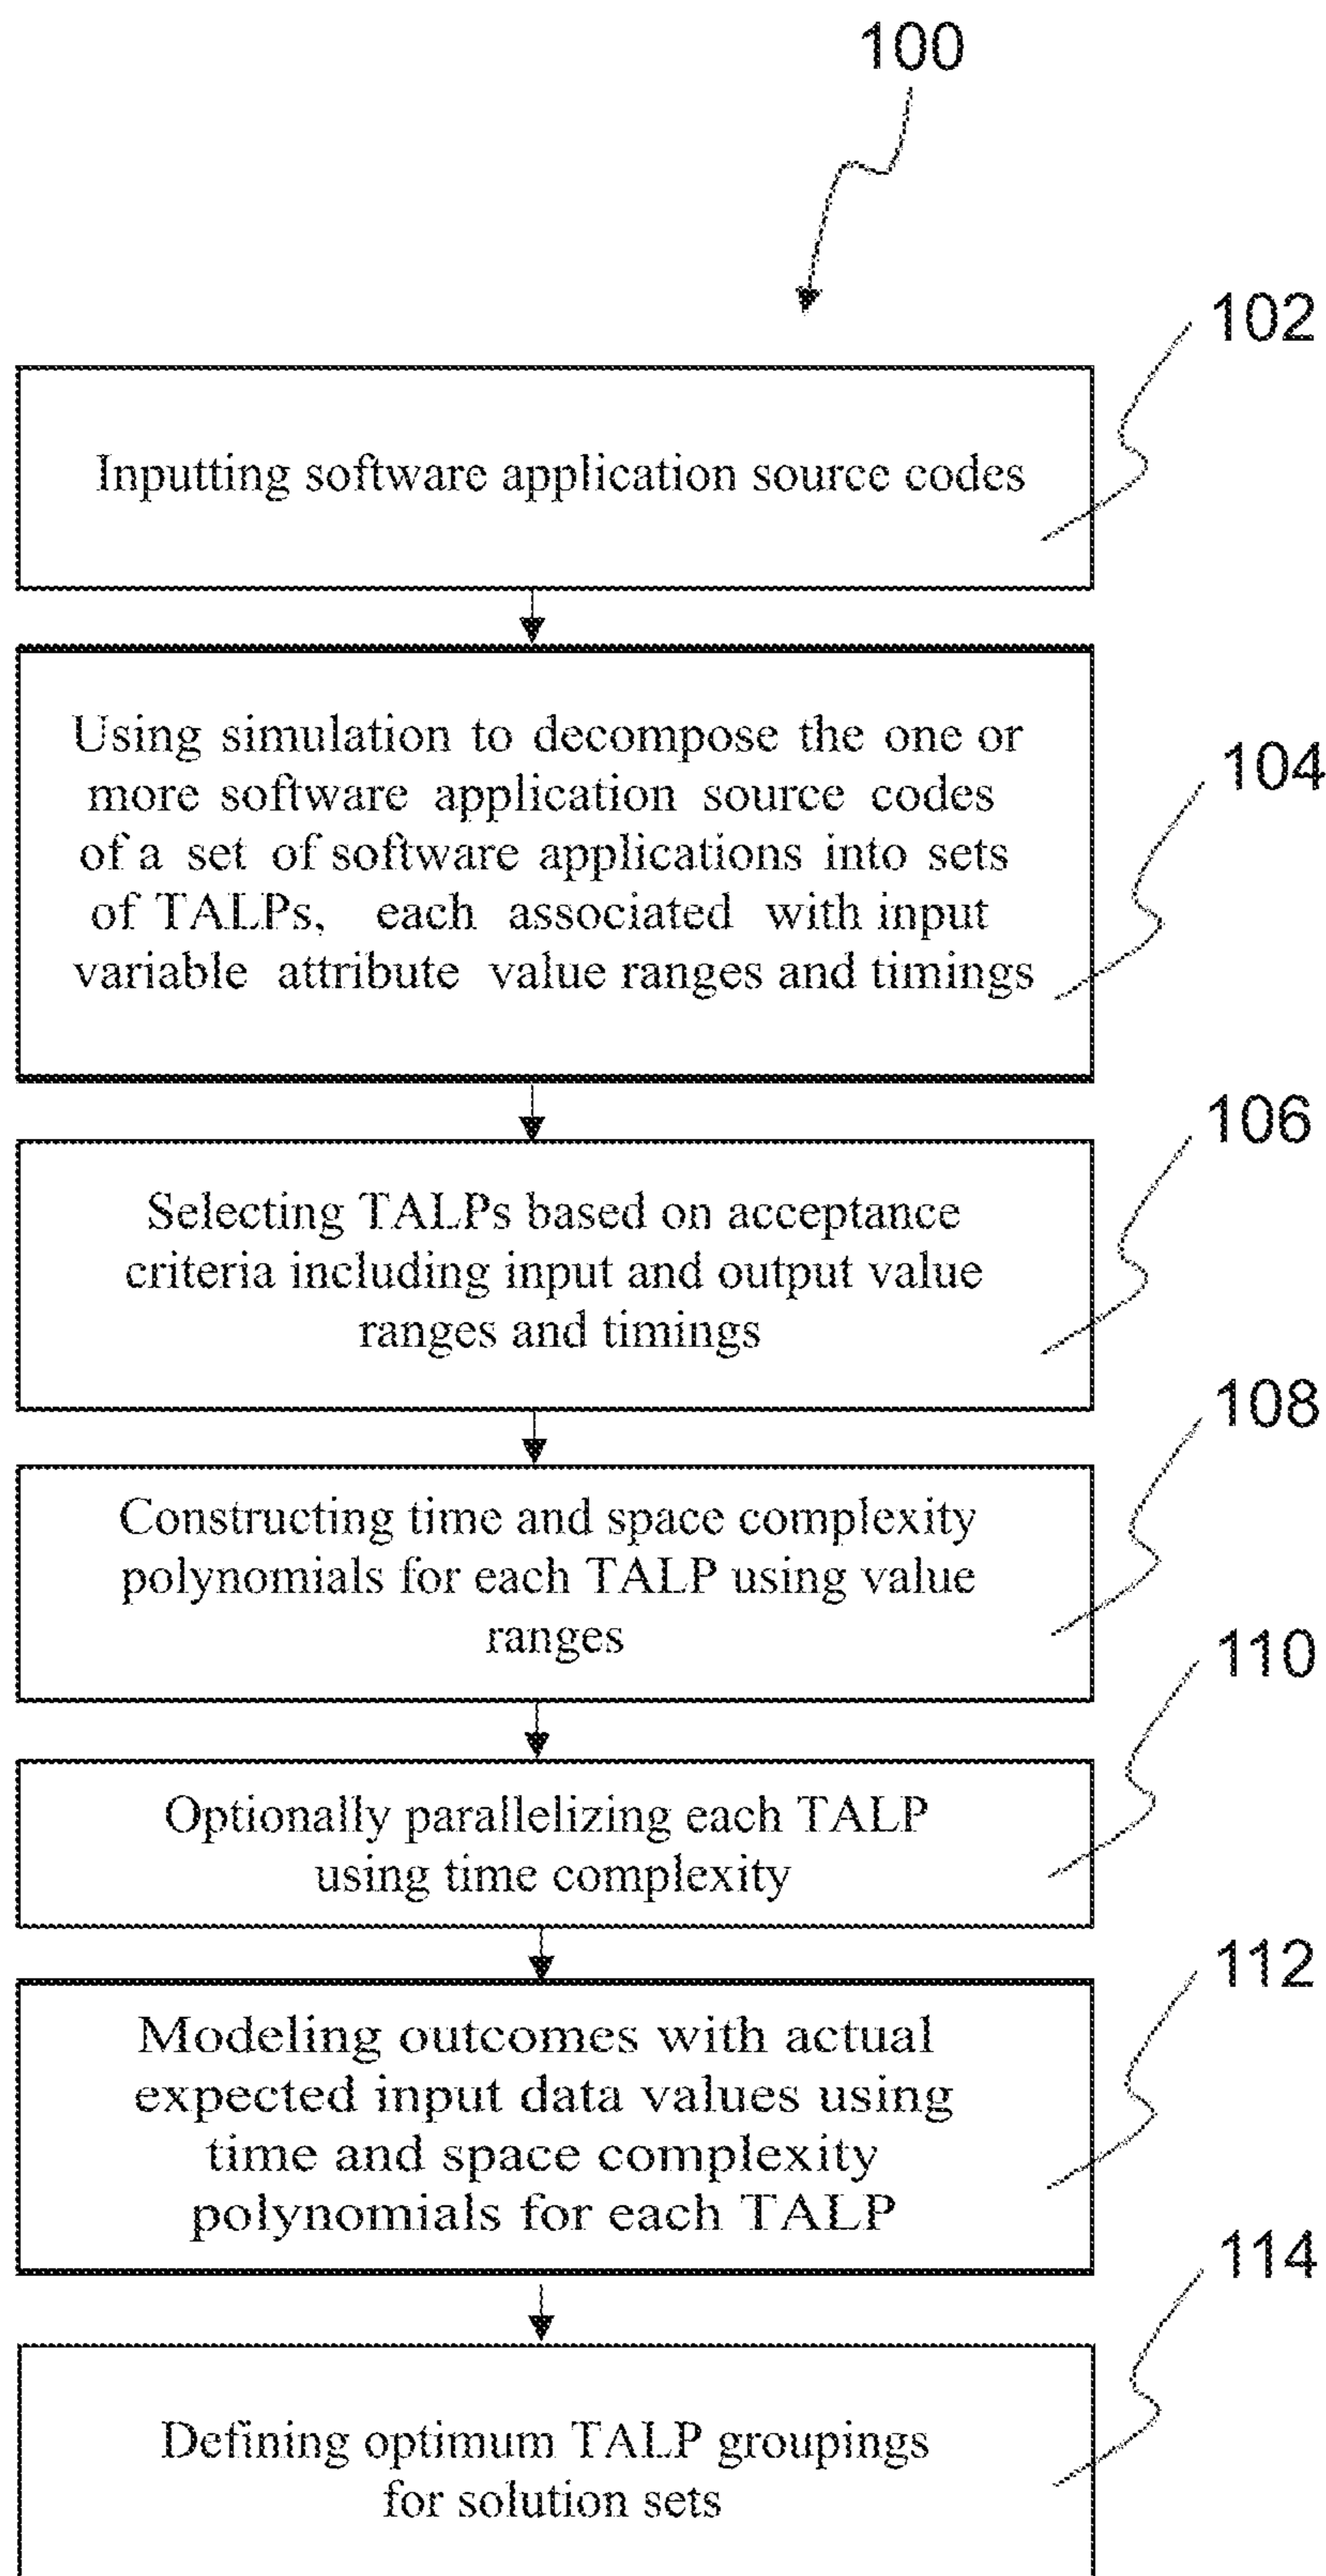 100
102
Inputting software application source codes
Using simulation to decompose the one or
more software application source codes
of a set of software applications into sets
of TALPs, each associated with input
variable attribute value ranges and timings
104
106
Selecting TALPs based on acceptance
criteria including input and output value
ranges and timings
108
Constructing time and space complexity
polynomials for each TALP using value
ranges
110
Optionally parallelizing each TALP
using time complexity
112
Modeling outcomes with actual
expected input data values using
time and space complexity
polynomials for each TALP
114
Defining optimum TALP groupings
for solution sets